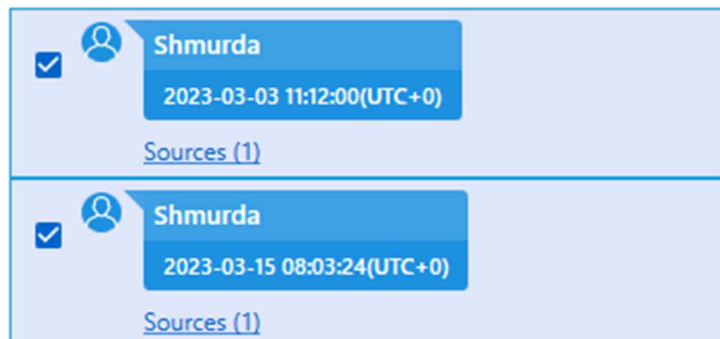 Shmurda
2023-03-03 11:12:00(UTC+0)
Sources (1)
Shmurda
2023-03-15 08:03:24(UTC+0)
Sources (1)